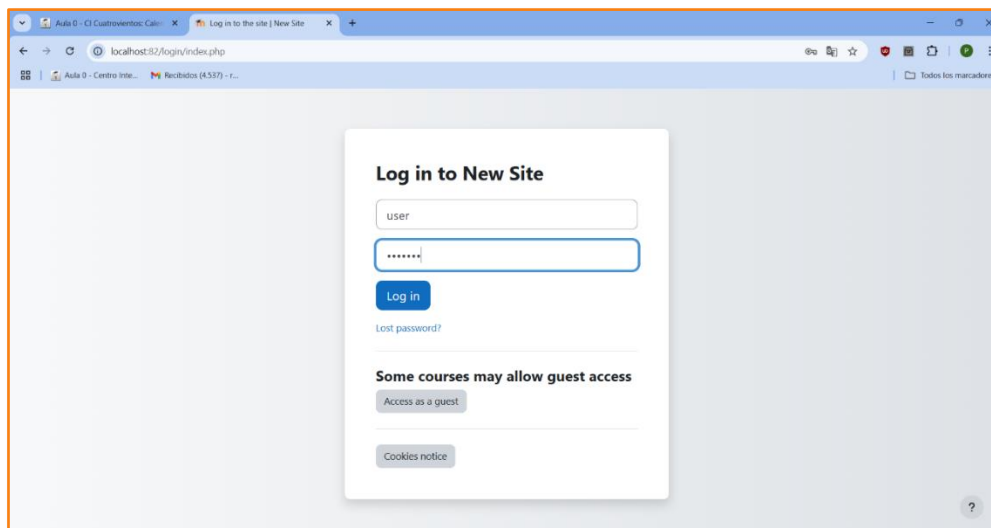 Aula 0 - CI Cuatrovientos: Cale
Log in to the site | New Site
localhost:82/login/index.php
Aula 0 - Centro Inte...
Recibidos (4.537) - r...
Todos los marcadore
Log in to New Site
user
•••••••
Log in
Lost password?
Some courses may allow guest access
Access as a guest
Cookies notice
?